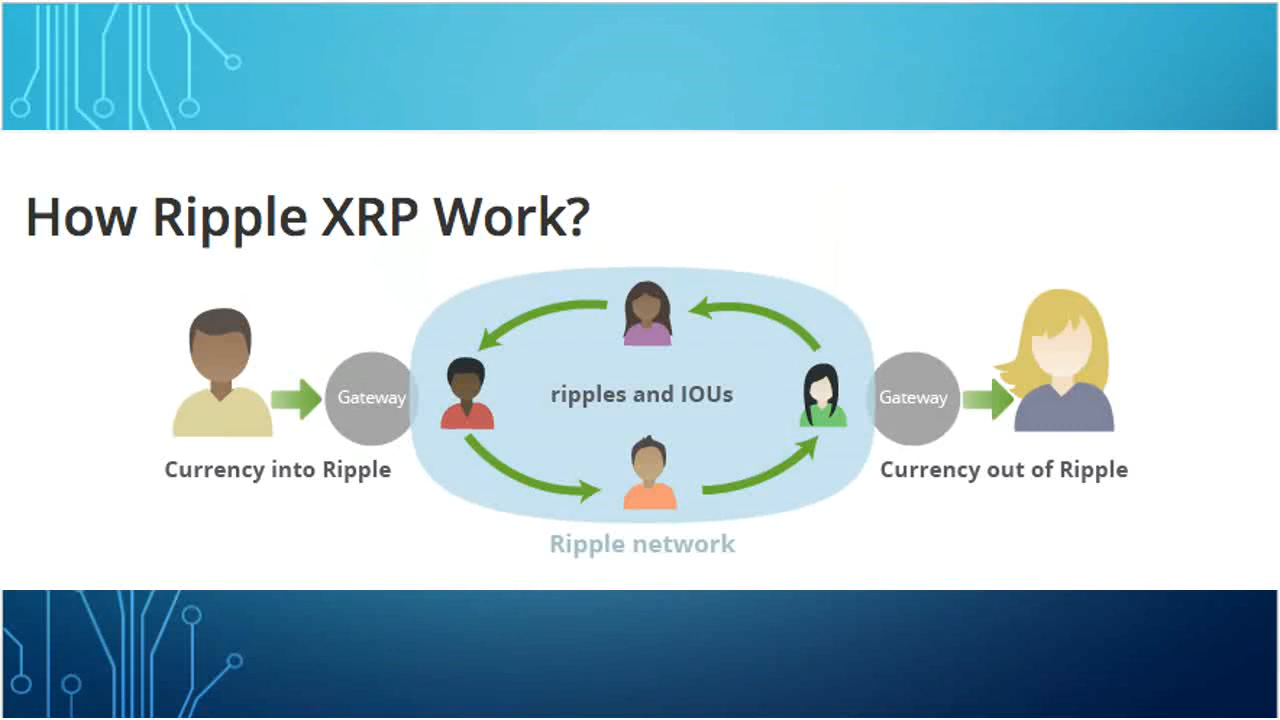 How Ripple XRP Work?
Gateway
ripples and IOUs
Gateway
Currency into Ripple
Currency out of Ripple
Ripple network